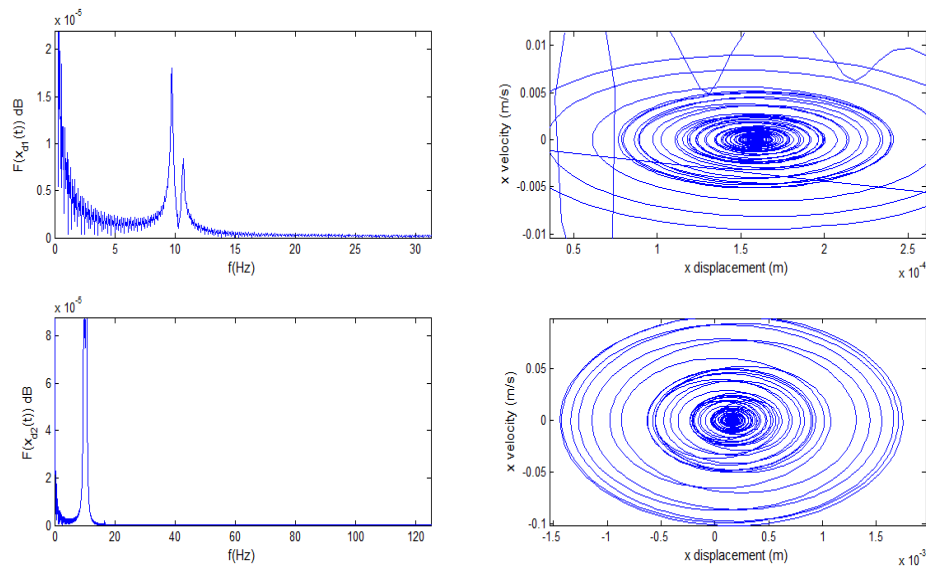 x 10^-5
2
1.5
1
0.5
0
F(x_d1(t)) dB
0 5 10 15 20 25 30
f(Hz)
0.01
0.005
0
-0.005
-0.01
x velocity (m/s)
0.5 1 1.5 2 2.5
x displacement (m)
x 10^-4
x 10^-5
8
6
4
2
0
F(x_d2(t)) dB
0 20 40 60 80 100 120
f(Hz)
0.05
0
-0.05
-0.1
x velocity (m/s)
-1.5 -1 -0.5 0 0.5 1 1.5
x displacement (m)
x 10^-3